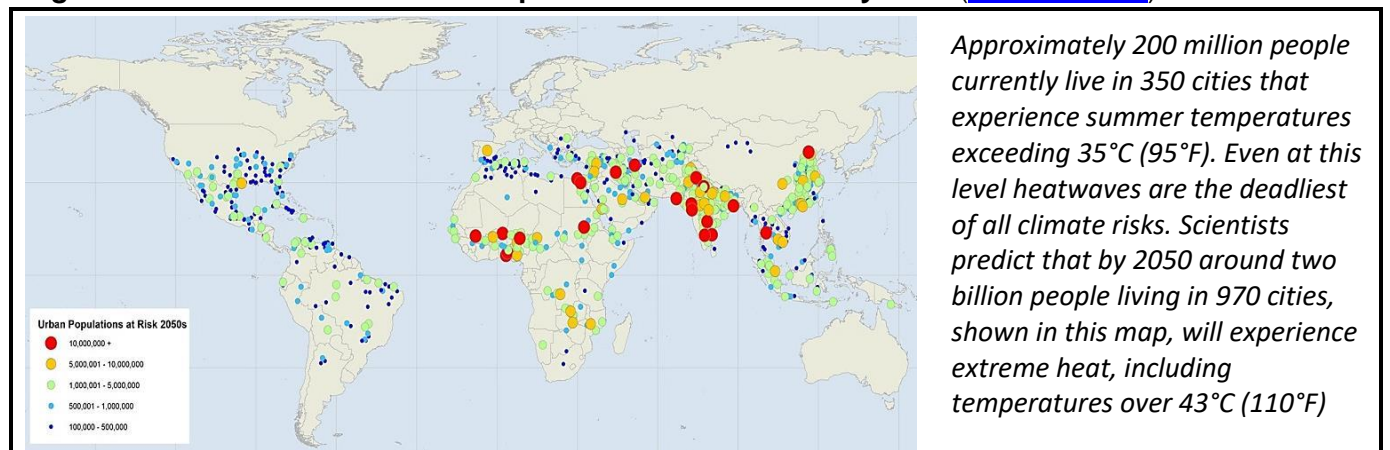 Approximately 200 million people
currently live in 350 cities that
experience summer temperatures
exceeding 35°C (95°F). Even at this
level heatwaves are the deadliest
of all climate risks. Scientists
predict that by 2050 around two
billion people living in 970 cities,
shown in this map, will experience
extreme heat, including
temperatures over 43°C (110°F)
Urban Populations at Risk 2050s
10,000,000 +
5,000,001 - 10,000,000
1,000,001 - 5,000,000
500,001 - 1,000,000
100,000 - 500,000